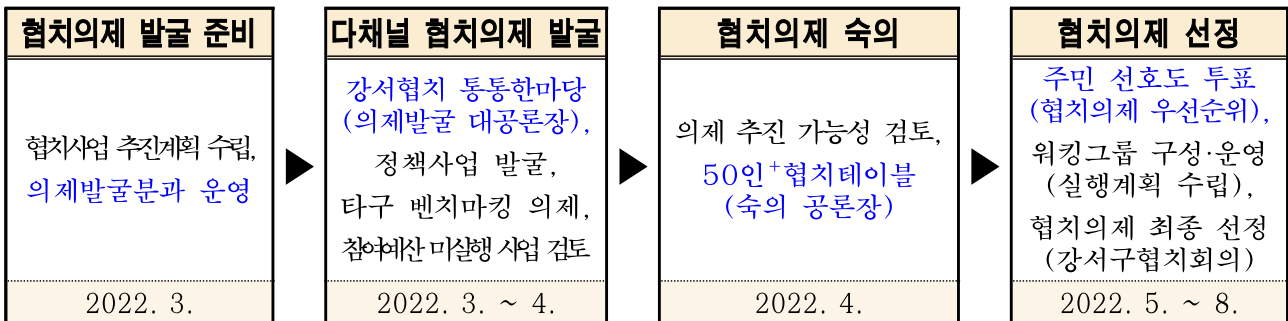 협치의제 발굴 준비
협치사업 추진계획 수립,
의제발굴분과 운영
2022. 3.
▶
다채널 협치의제 발굴
강서협치 통통한마당
(의제발굴 대공론장),
정책사업 발굴,
타구 벤치마킹 의제,
참여예산 미실행 사업 검토
2022. 3. ~ 4.
▶
협치의제 숙의
의제 추진 가능성 검토,
50인⁺협치테이블
(숙의 공론장)
2022. 4.
▶
협치의제 선정
주민 선호도 투표
(협치의제 우선순위),
워킹그룹 구성·운영
(실행계획 수립),
협치의제 최종 선정
(강서구협치회의)
2022. 5. ~ 8.